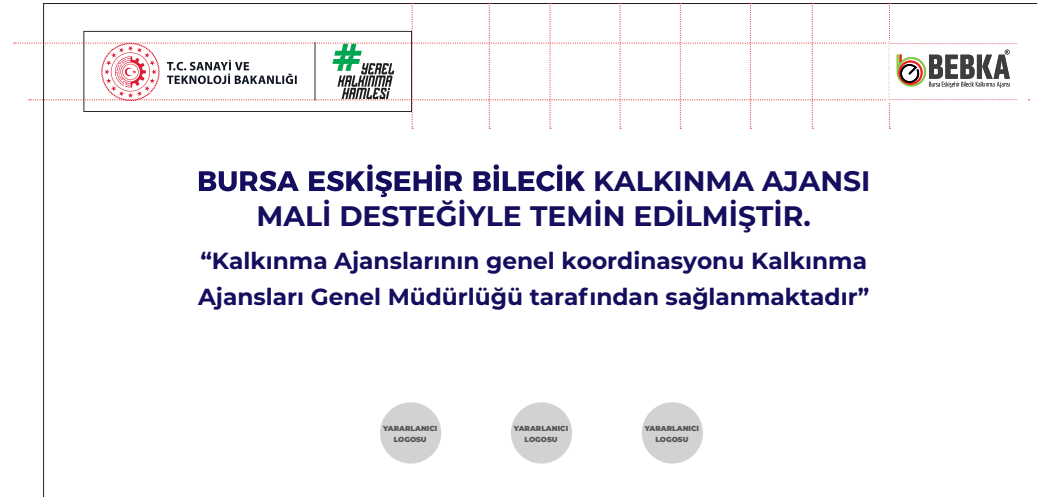 T.C. SANAYİ VE
TEKNOLOJİ BAKANLIĞI
#YEREL
KALKINMA
HAMLESİ
BEBKA®
Bursa Eskişehir Bilecik Kalkınma Ajansı
BURSA ESKİŞEHİR BİLECİK KALKINMA AJANSI
MALİ DESTEĞİYLE TEMİN EDİLMİŞTİR.
“Kalkınma Ajanslarının genel koordinasyonu Kalkınma
Ajansları Genel Müdürlüğü tarafından sağlanmaktadır”
YARARLANICI YARARLANICI YARARLANICI
LOGOSU LOGOSU LOGOSU